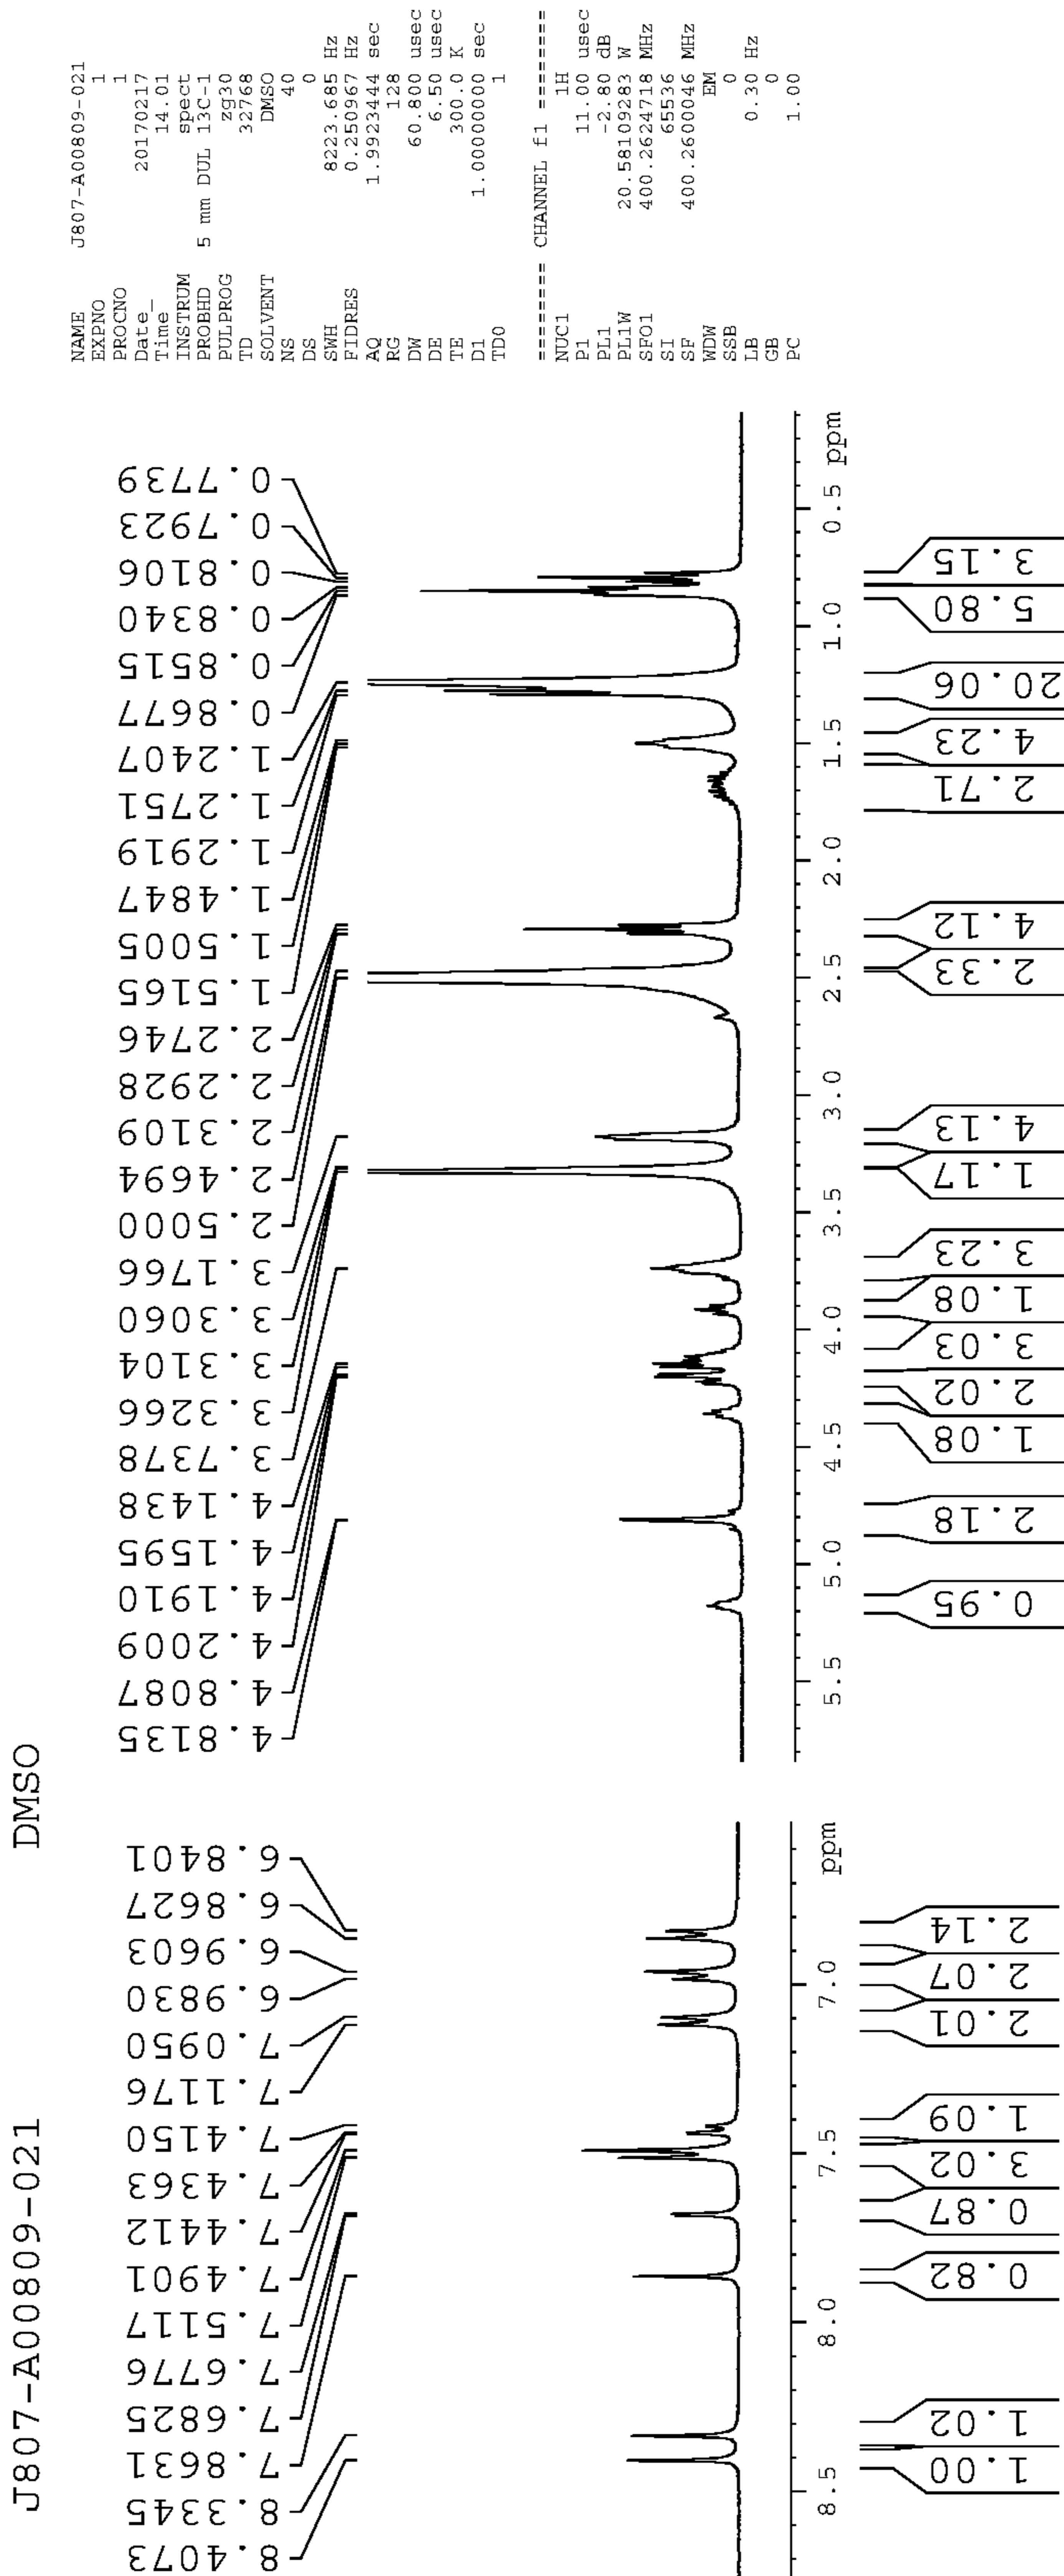 J807-A00809-021 DMSO
8.4073
8.3345
7.8631
7.6825
7.6776
7.5117
7.4901
7.4412
7.4363
7.4150
7.1176
7.0950
6.9830
6.9603
6.8627
6.8401
4.8135
4.8087
4.2009
4.1910
4.1595
4.1438
3.7378
3.3266
3.3104
3.3060
3.1766
2.5000
2.4694
2.3109
2.2928
2.2746
1.5165
1.5005
1.4847
1.2919
1.2751
1.2407
0.8677
0.8515
0.8340
0.8106
0.7923
0.7739
NAME J807-A00809-021
EXPNO 1
PROCNO 1
Date_ 20170217
Time 14.01
INSTRUM spect
PROBHD 5 mm DUL 13C-1
PULPROG zg30
TD 32768
SOLVENT DMSO
NS 40
DS 0
SWH 8223.685 Hz
FIDRES 0.250967 Hz
AQ 1.9923444 sec
RG 128
DW 60.800 usec
DE 6.50 usec
TE 300.0 K
D1 1.00000000 sec
TD0 1
======== CHANNEL f1 ========
NUC1 1H
P1 11.00 usec
PL1 -2.80 dB
PL1W 20.58109283 W
SFO1 400.2624718 MHz
SI 65536
SF 400.2600046 MHz
WDW EM
SSB 0
LB 0.30 Hz
GB 0
PC 1.00
8.5 8.0 7.5 7.0 ppm
5.5 5.0 4.5 4.0 3.5 3.0 2.5 2.0 1.5 1.0 0.5 ppm
1.00
1.02
0.82
0.87
3.02
1.09
2.01
2.07
2.14
0.95
2.18
1.08
2.02
3.03
1.08
3.23
1.17
4.13
2.33
4.12
2.71
4.23
20.06
5.80
3.15